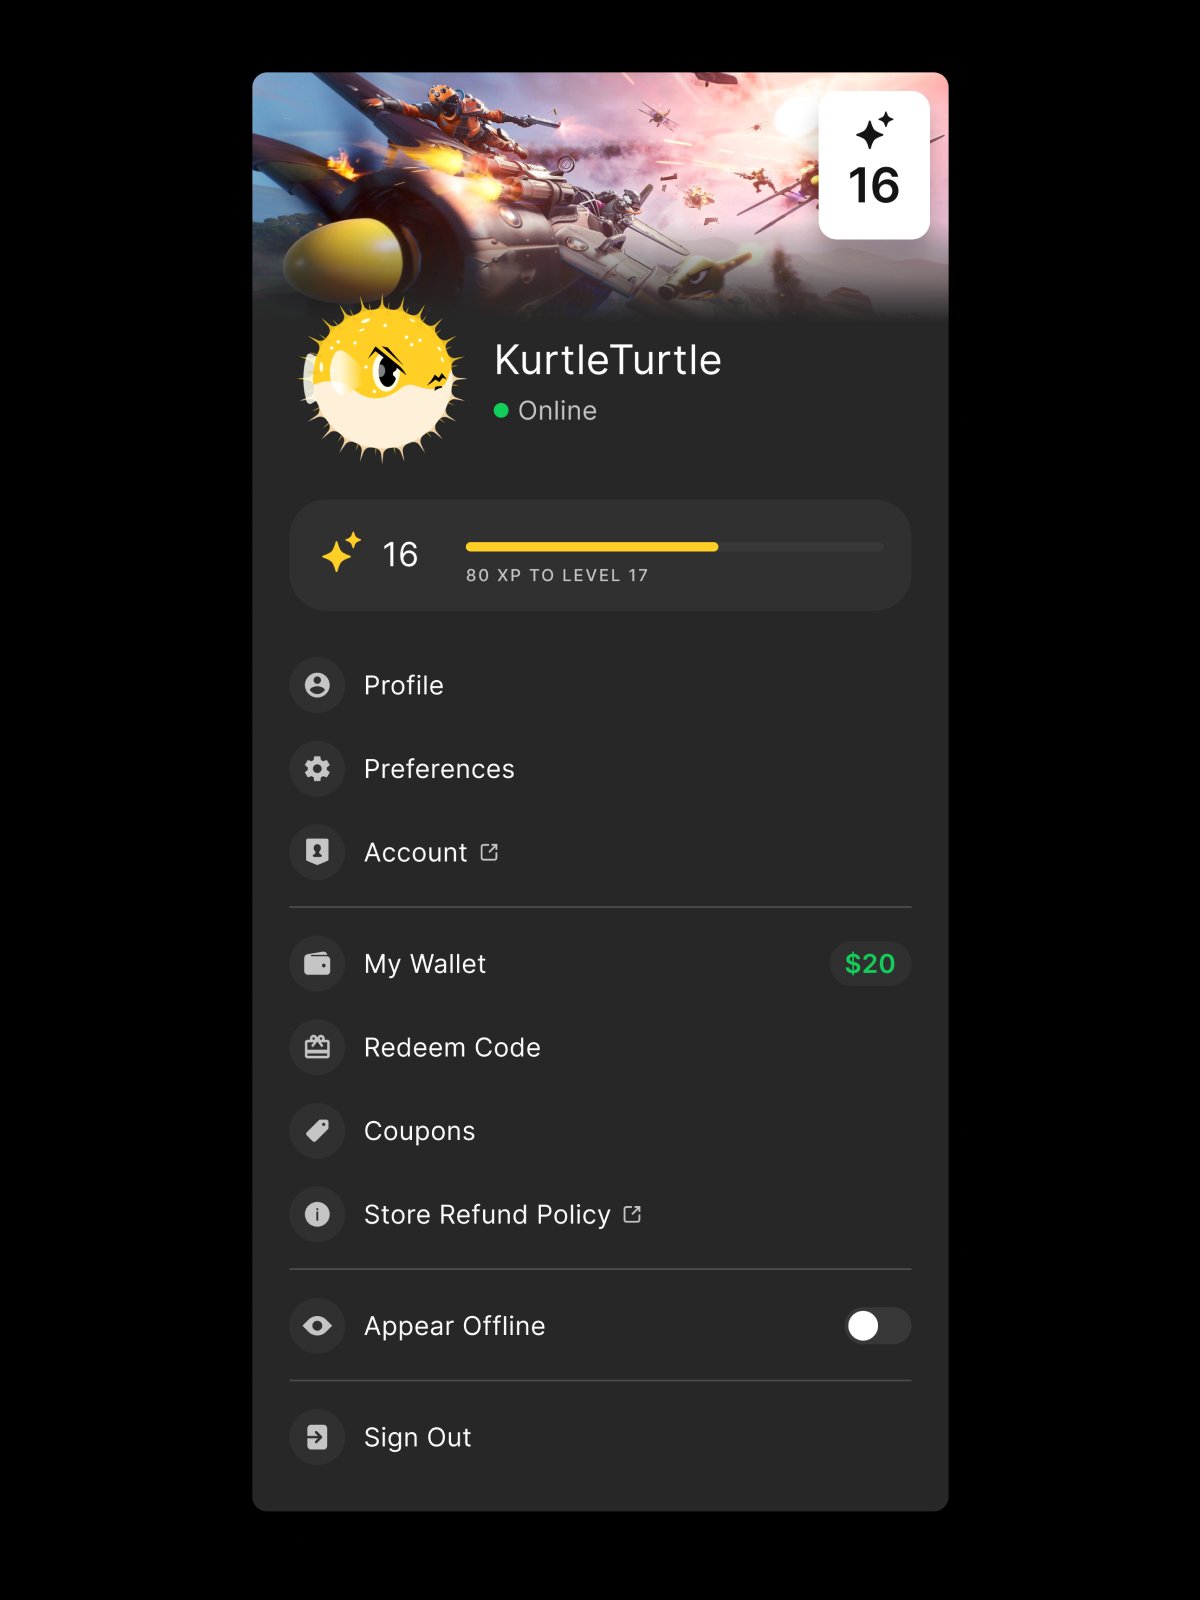 16
KurtleTurtle
Online
16
80 XP TO LEVEL 17
Profile
Preferences
Account
My Wallet
$20
Redeem Code
Coupons
Store Refund Policy
Appear Offline
Sign Out